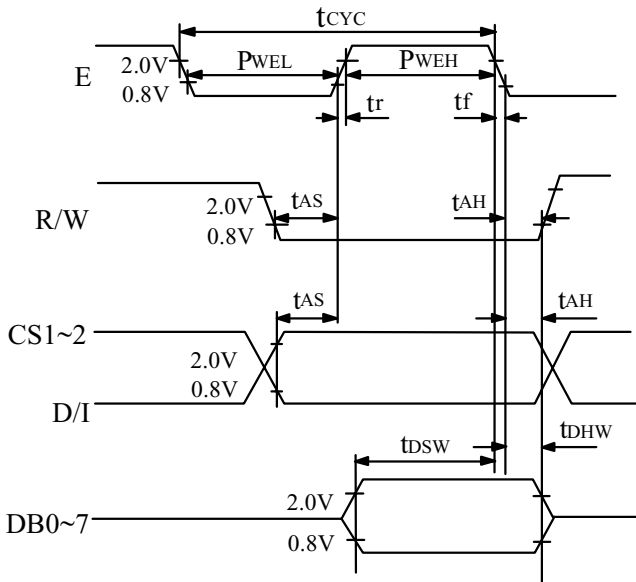 tCYC
E
2.0V
0.8V
PWEL
PWEH
tr
tf
R/W
2.0V
0.8V
tAS
tAH
CS1~2
D/I
2.0V
0.8V
tAS
tAH
tDSW
tDHW
DB0~7
2.0V
0.8V